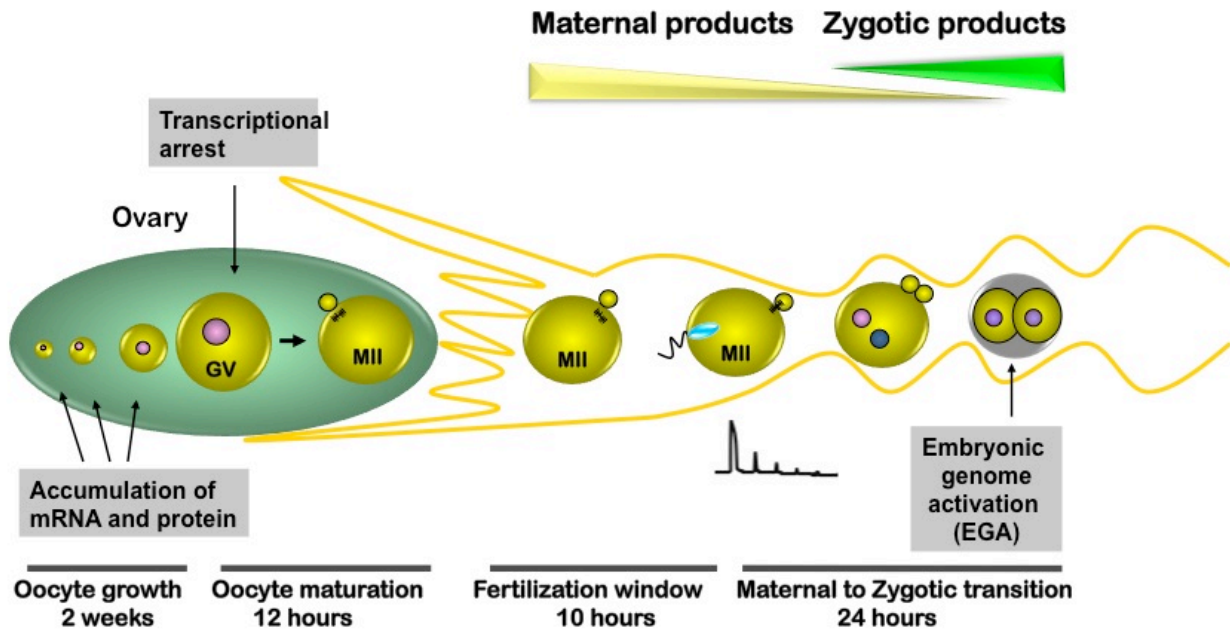 Maternal products
Zygotic products
Transcriptional
arrest
Ovary
GV
MII
MII
MII
Accumulation of
mRNA and protein
Embryonic
genome
activation
(EGA)
Oocyte growth
2 weeks
Oocyte maturation
12 hours
Fertilization window
10 hours
Maternal to Zygotic transition
24 hours